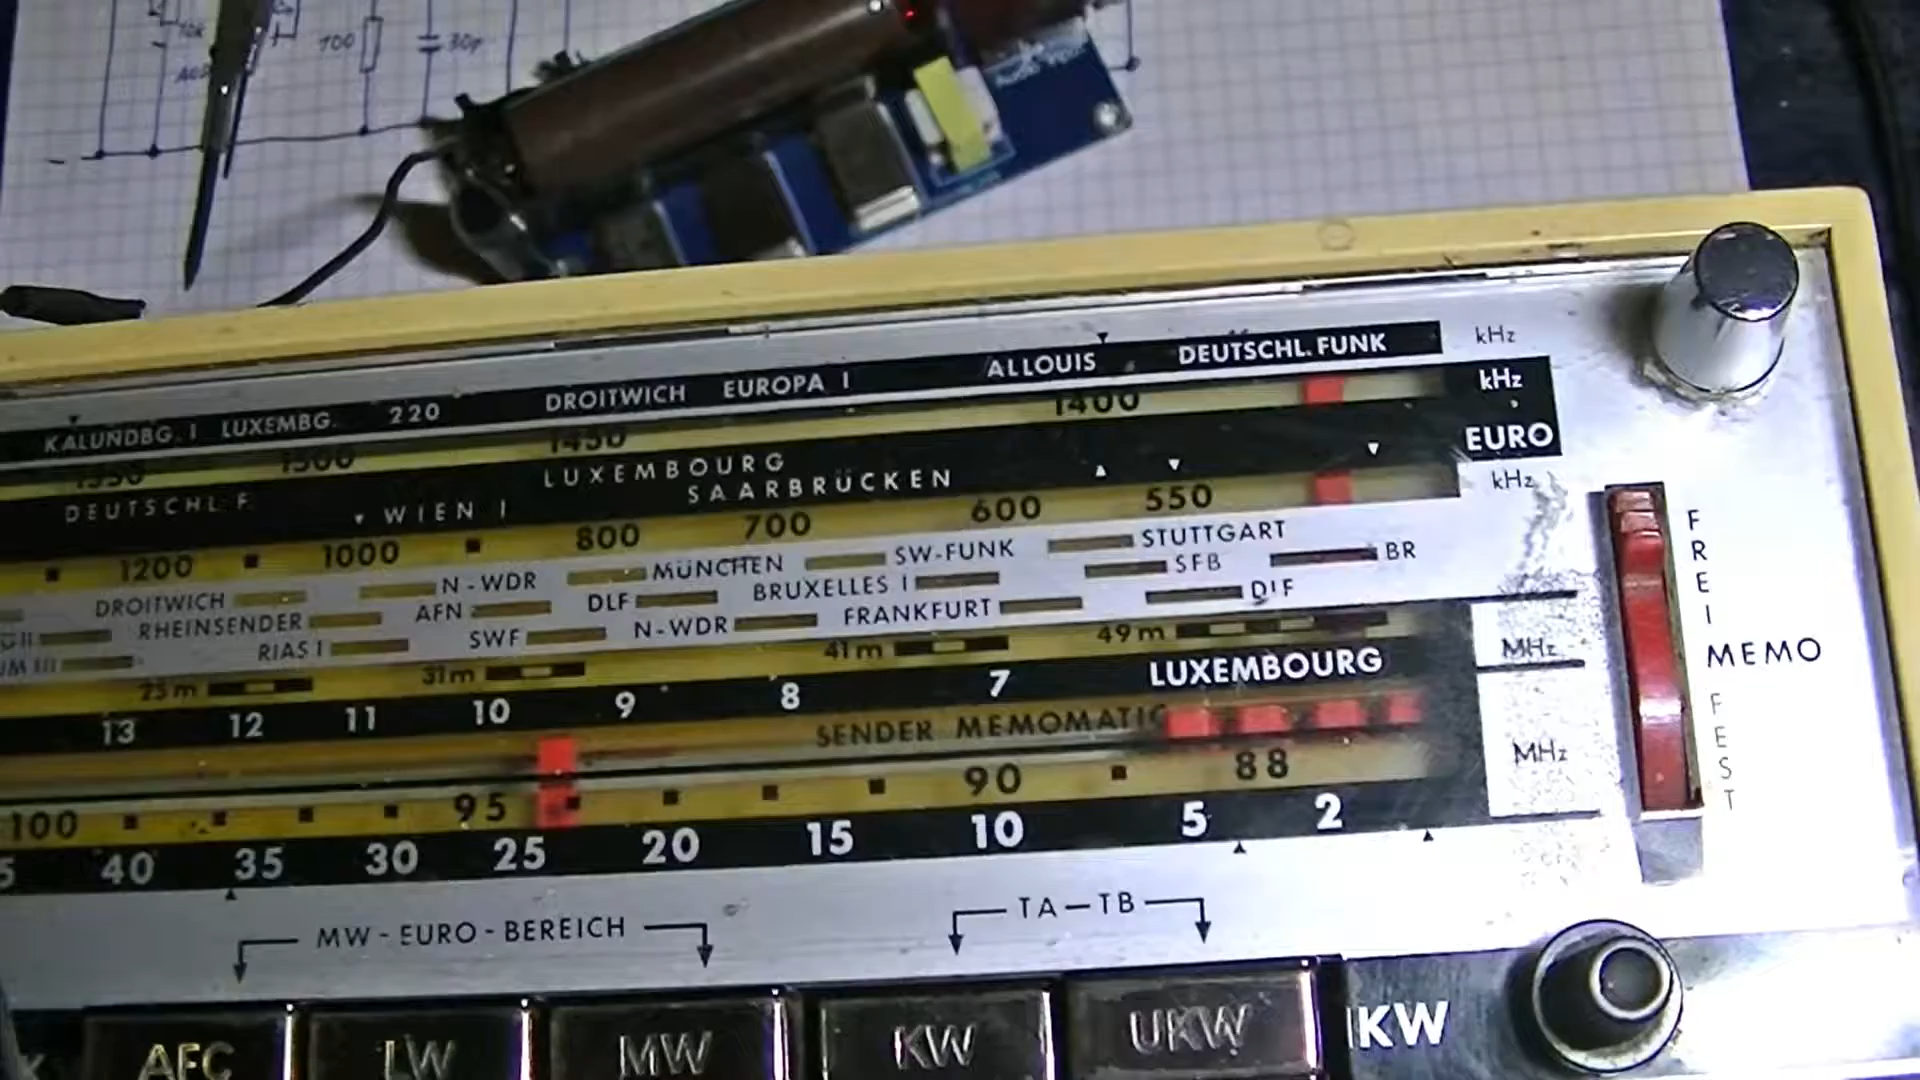 10k
100
30p
KALUNDBG. I LUXEMBG. 220 DROITWICH EUROPA I ALLOUIS DEUTSCHL. FUNK kHz
1550 1500 1450 1400 kHz
DEUTSCHL F. WIEN I LUXEMBOURG SAARBRÜCKEN EURO
1200 1000 800 700 600 550 kHz
N-WDR MÜNCHEN SW-FUNK STUTTGART
DROITWICH AFN DLF BRUXELLES I SFB BR
RHEINSENDER SWF N-WDR FRANKFURT DLF
RIAS I
25m 31m 41m 49m MHz
13 12 11 10 9 8 7 LUXEMBOURG
SENDER MEMOMATIC
100 95 90 88 MHz
5 40 35 30 25 20 15 10 5 2
FREI
MEMO
FEST
MW-EURO-BEREICH TA-TB
AFC LW MW KW UKW KW